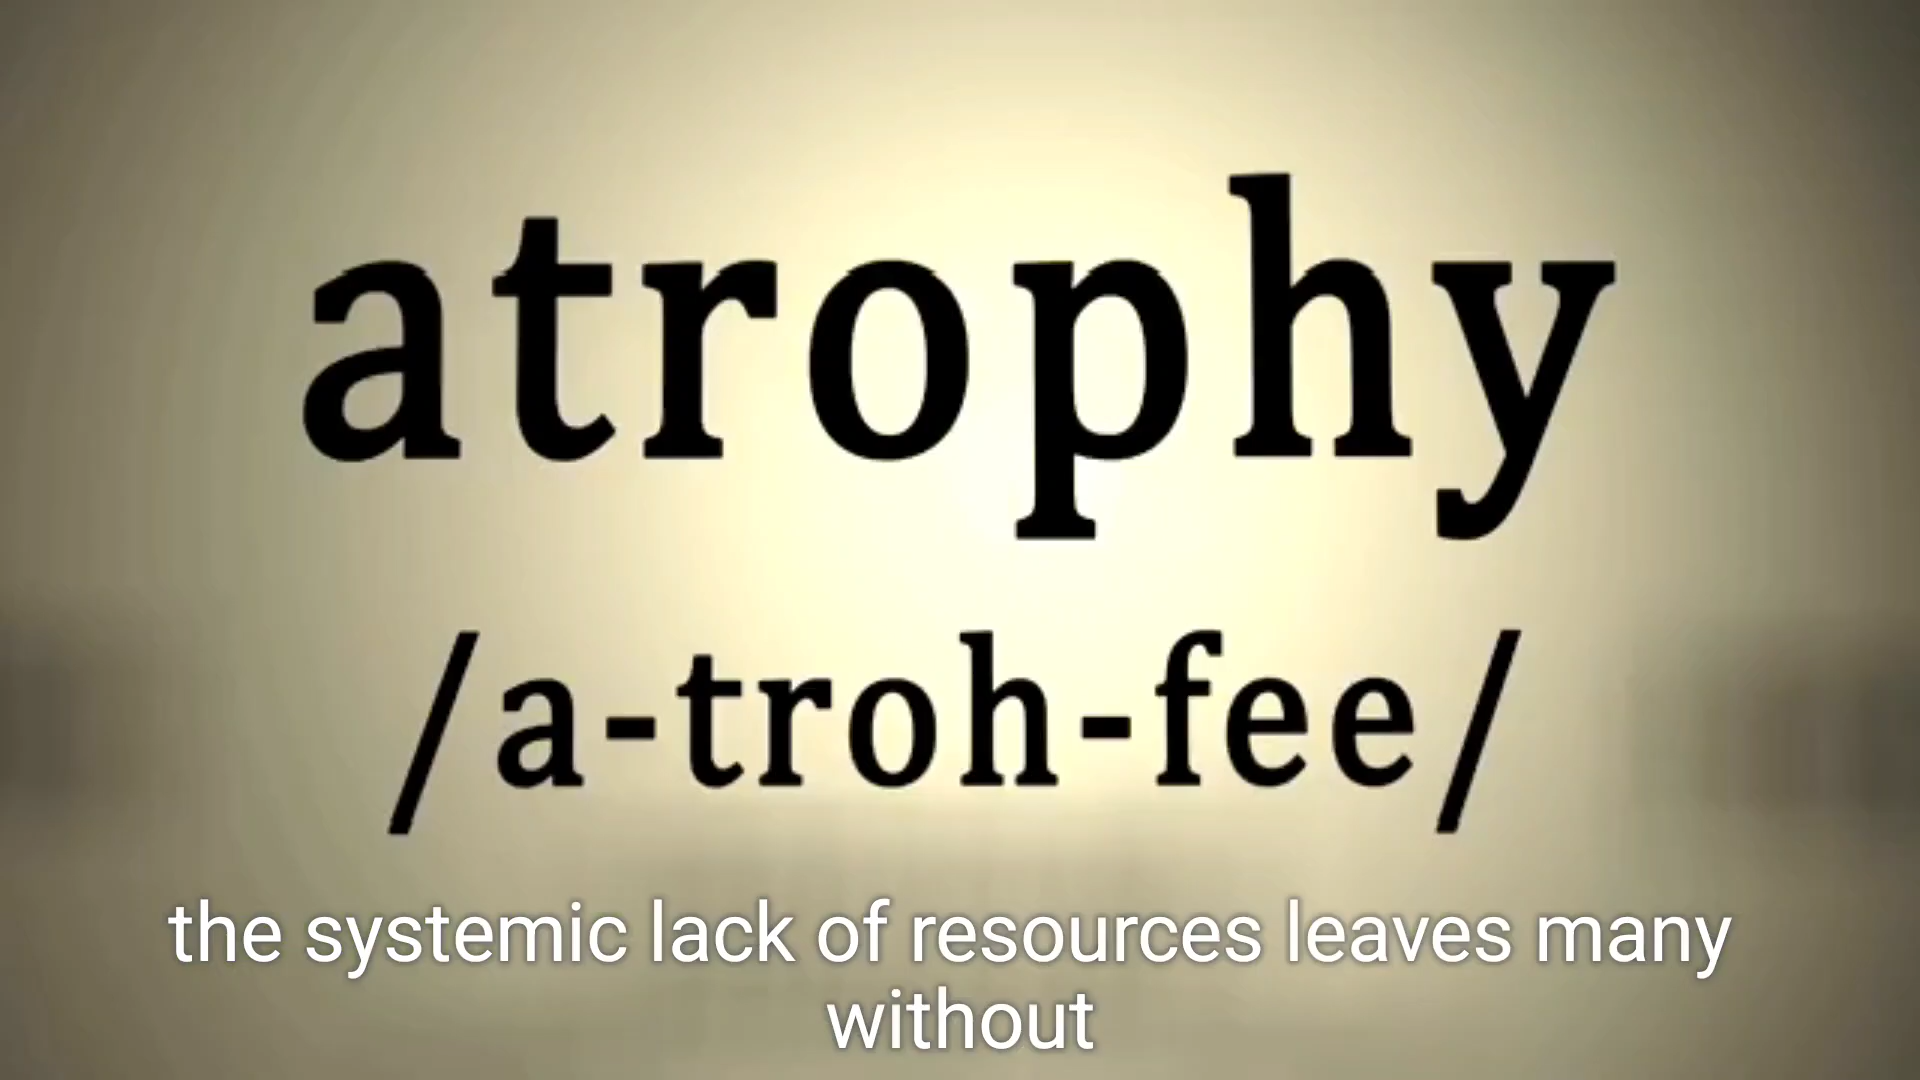 atrophy
/a-troh-fee/
the systemic lack of resources leaves many
without